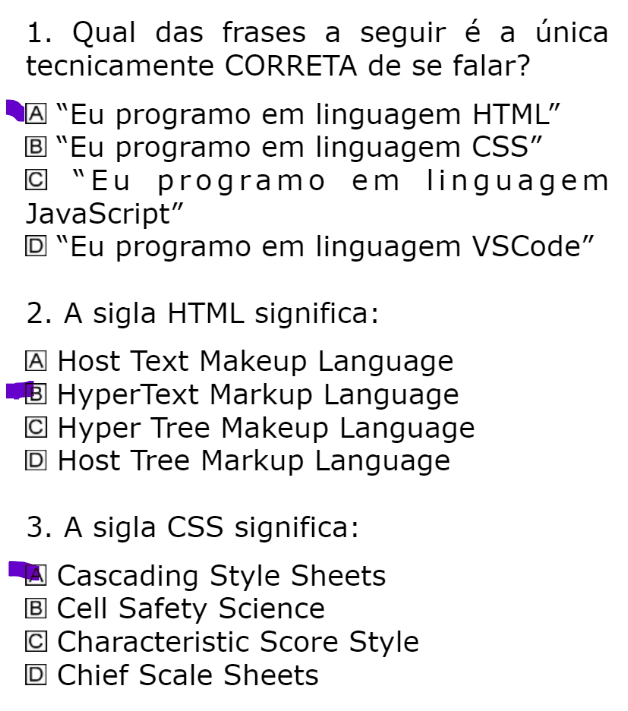 1. Qual das frases a seguir é a única
tecnicamente CORRETA de se falar?
A “Eu programo em linguagem HTML”
B “Eu programo em linguagem CSS”
C “Eu programo em linguagem
JavaScript”
D “Eu programo em linguagem VSCode”
2. A sigla HTML significa:
A Host Text Makeup Language
B HyperText Markup Language
C Hyper Tree Makeup Language
D Host Tree Markup Language
3. A sigla CSS significa:
A Cascading Style Sheets
B Cell Safety Science
C Characteristic Score Style
D Chief Scale Sheets